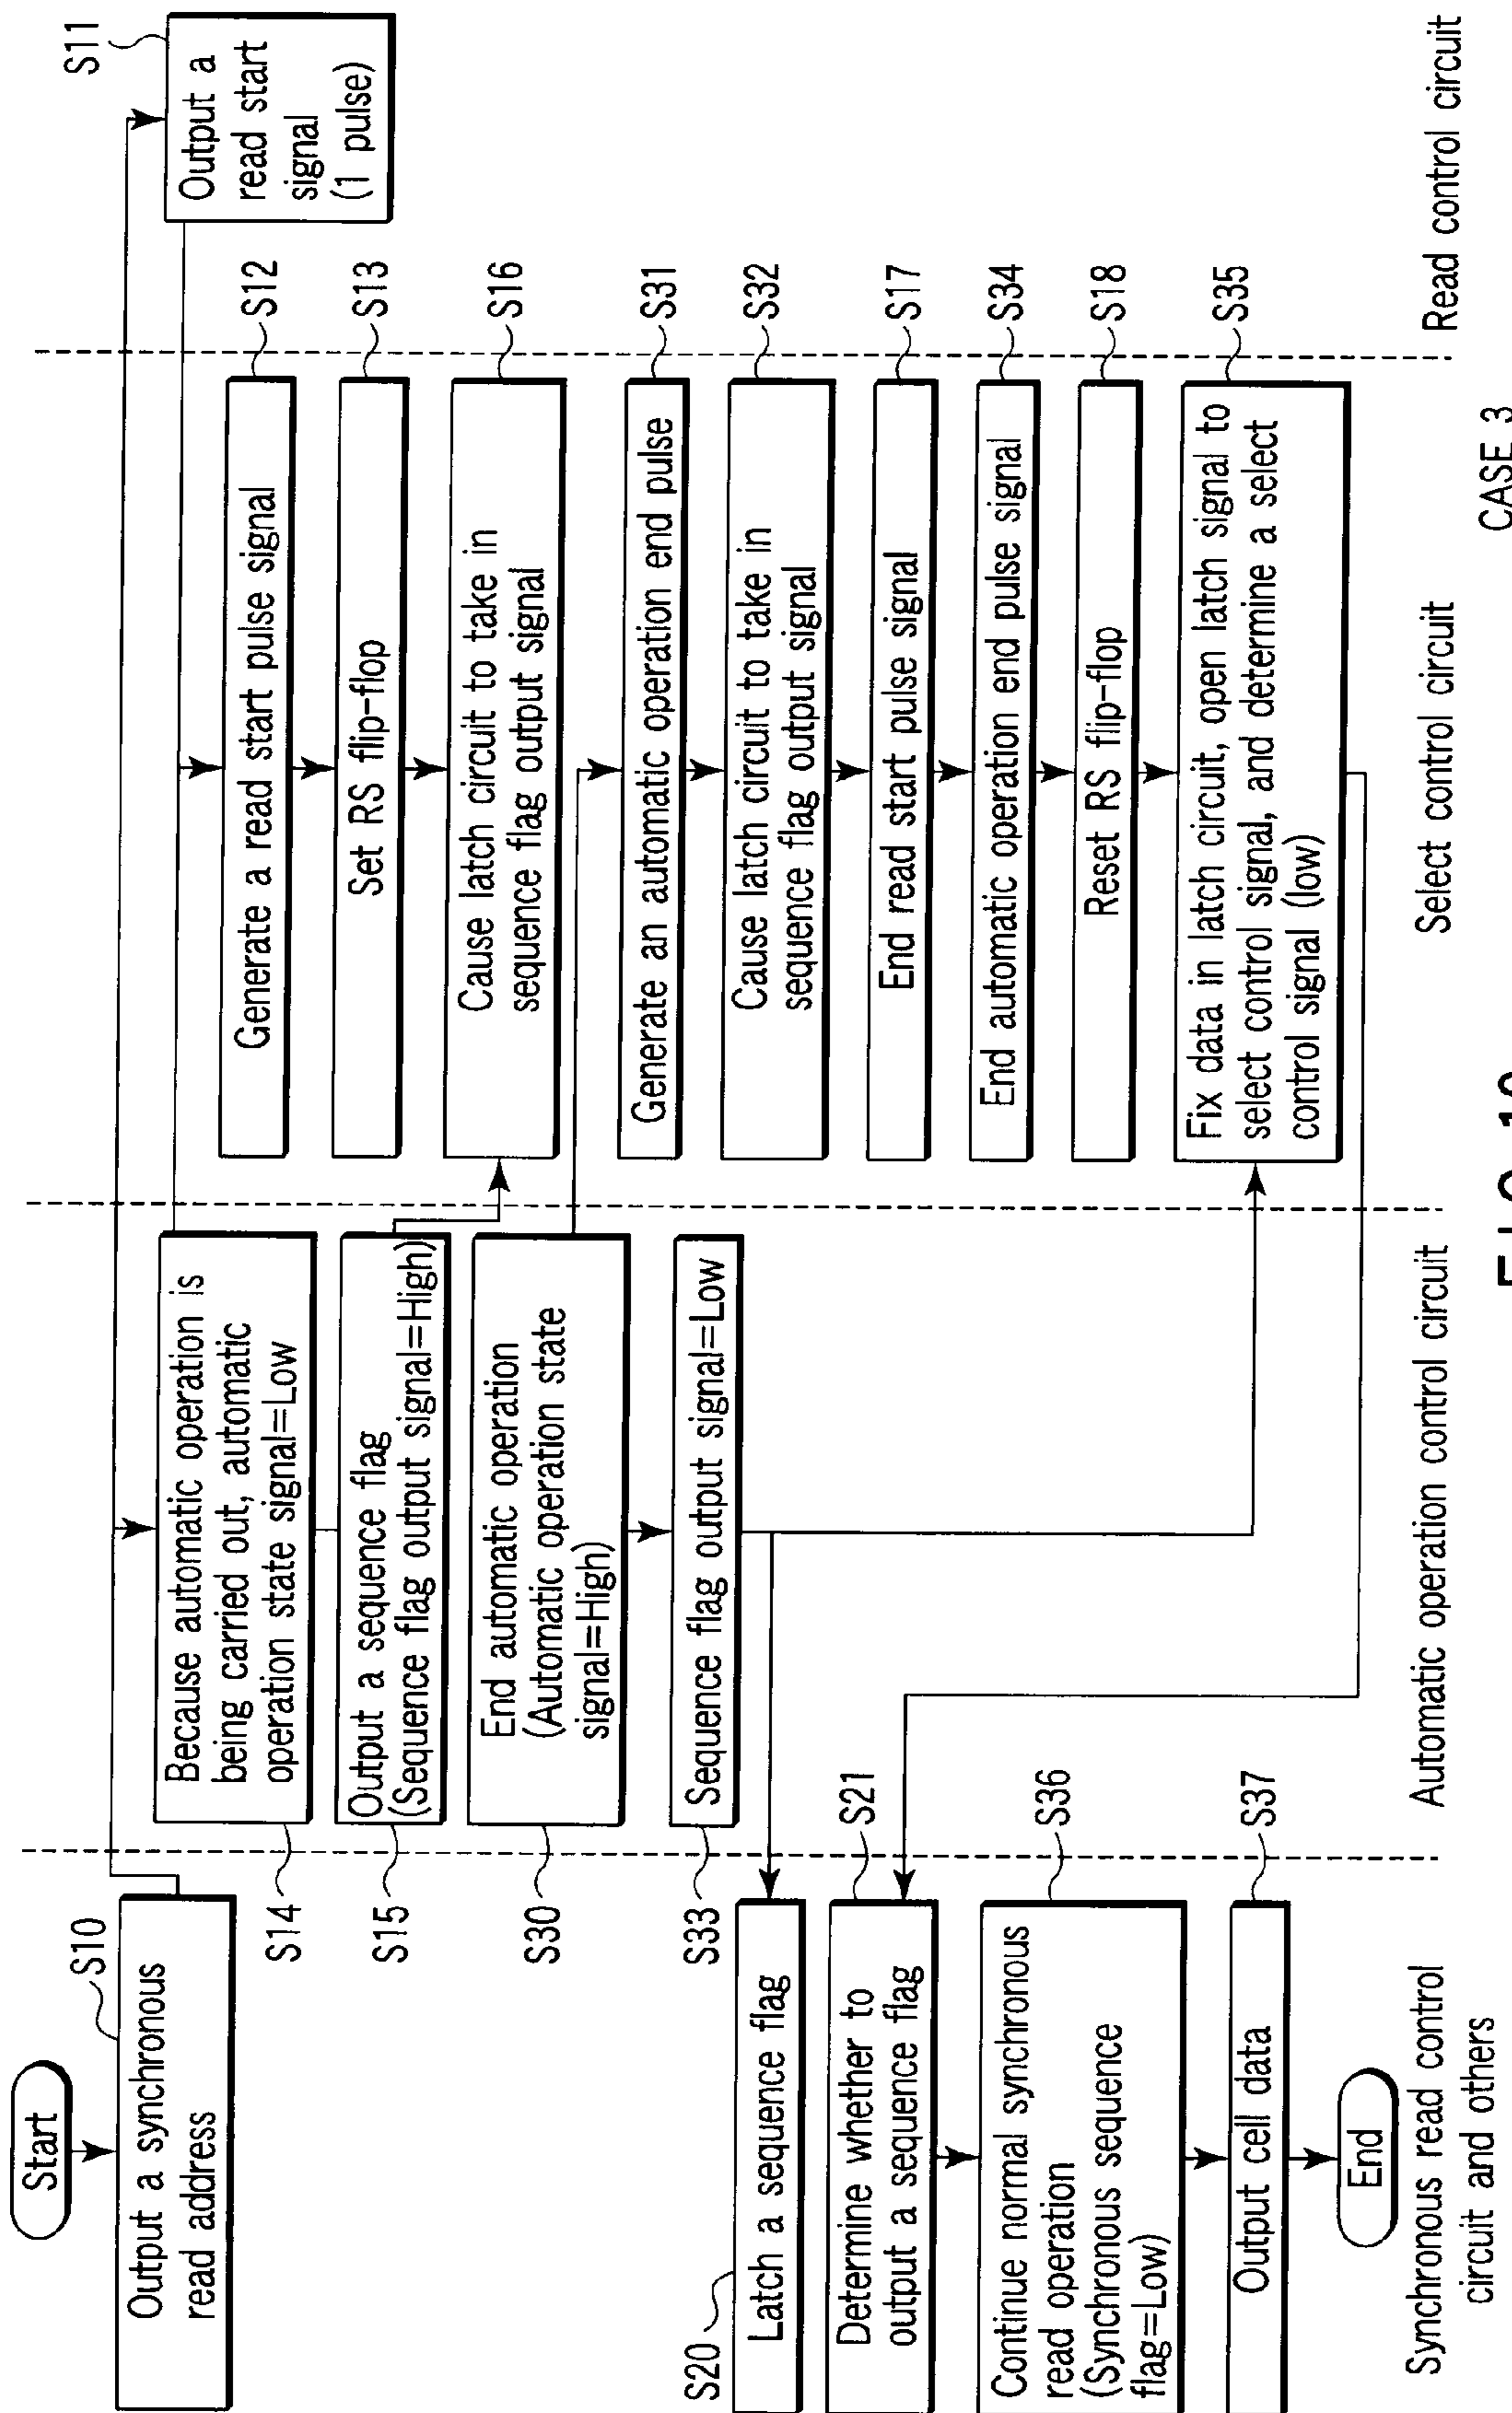 Start
S10
Output a synchronous
read address
S20
Latch a sequence flag
S21
Determine whether to
output a sequence flag
S36
Continue normal synchronous
read operation
(Synchronous sequence
flag=Low)
S37
Output cell data
End
Synchronous read control
circuit and others
S14
Because automatic operation is
being carried out, automatic
operation state signal=Low
S15
Output a sequence flag
(Sequence flag output signal=High)
S30
End automatic operation
(Automatic operation state
signal=High)
S33
Sequence flag output signal=Low
Automatic operation control circuit
S12
Generate a read start pulse signal
S13
Set RS flip-flop
S16
Cause latch circuit to take in
sequence flag output signal
S31
Generate an automatic operation end pulse
S32
Cause latch circuit to take in
sequence flag output signal
S17
End read start pulse signal
S34
End automatic operation end pulse signal
S18
Reset RS flip-flop
S35
Fix data in latch circuit, open latch signal to
select control signal, and determine a select
control signal (low)
Select control circuit
S11
Output a
read start
signal
(1 pulse)
Read control circuit
CASE 3